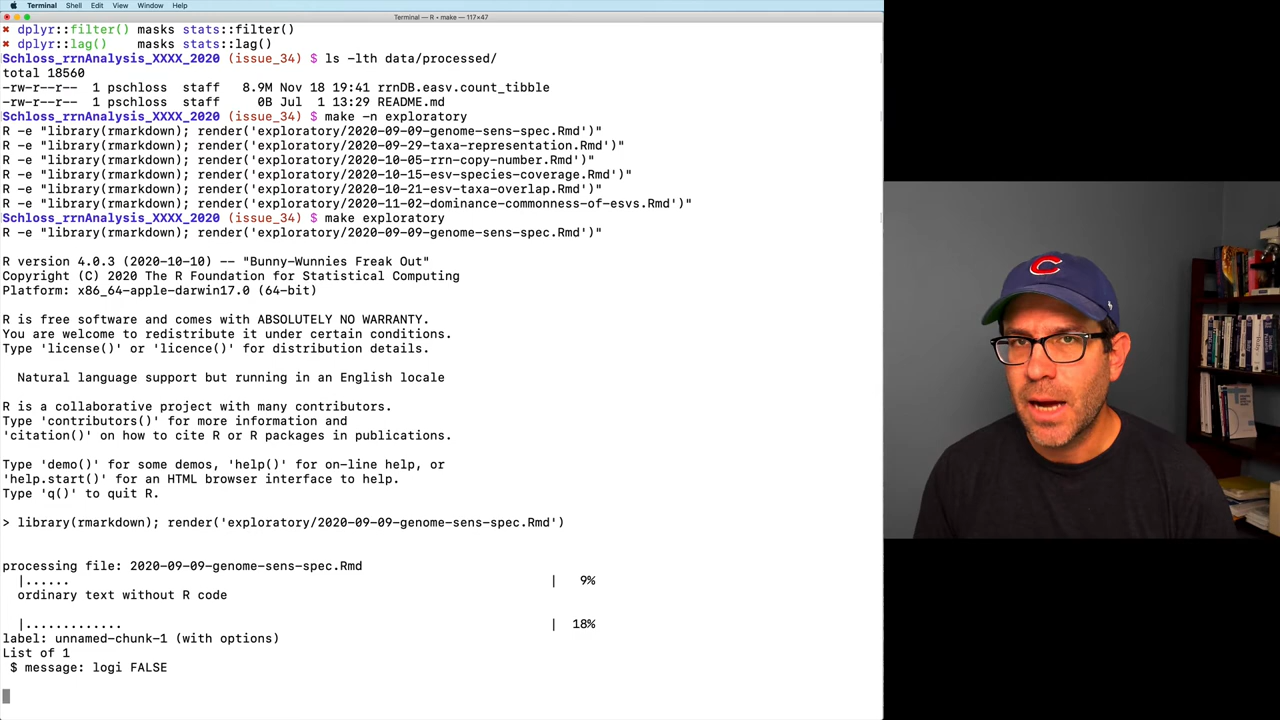 Terminal Shell Edit View Window Help
Terminal — R • make — 117×47
✖ dplyr::filter() masks stats::filter()
✖ dplyr::lag()    masks stats::lag()
Schloss_rrnAnalysis_XXXX_2020 (issue_34) $ ls -lth data/processed/
total 18560
-rw-r--r--  1 pschloss  staff   8.9M Nov 18 19:41 rrnDB.easv.count_tibble
-rw-r--r--  1 pschloss  staff     0B Jul  1 13:29 README.md
Schloss_rrnAnalysis_XXXX_2020 (issue_34) $ make -n exploratory
R -e "library(rmarkdown); render('exploratory/2020-09-09-genome-sens-spec.Rmd')"
R -e "library(rmarkdown); render('exploratory/2020-09-29-taxa-representation.Rmd')"
R -e "library(rmarkdown); render('exploratory/2020-10-05-rrn-copy-number.Rmd')"
R -e "library(rmarkdown); render('exploratory/2020-10-15-esv-species-coverage.Rmd')"
R -e "library(rmarkdown); render('exploratory/2020-10-21-esv-taxa-overlap.Rmd')"
R -e "library(rmarkdown); render('exploratory/2020-11-02-dominance-commonness-of-esvs.Rmd')"
Schloss_rrnAnalysis_XXXX_2020 (issue_34) $ make exploratory
R -e "library(rmarkdown); render('exploratory/2020-09-09-genome-sens-spec.Rmd')"
R version 4.0.3 (2020-10-10) -- "Bunny-Wunnies Freak Out"
Copyright (C) 2020 The R Foundation for Statistical Computing
Platform: x86_64-apple-darwin17.0 (64-bit)
R is free software and comes with ABSOLUTELY NO WARRANTY.
You are welcome to redistribute it under certain conditions.
Type 'license()' or 'licence()' for distribution details.
Natural language support but running in an English locale
R is a collaborative project with many contributors.
Type 'contributors()' for more information and
'citation()' on how to cite R or R packages in publications.
Type 'demo()' for some demos, 'help()' for on-line help, or
'help.start()' for an HTML browser interface to help.
Type 'q()' to quit R.
> library(rmarkdown); render('exploratory/2020-09-09-genome-sens-spec.Rmd')
processing file: 2020-09-09-genome-sens-spec.Rmd
|......                                                                |   9%
ordinary text without R code
|.............                                                         |  18%
label: unnamed-chunk-1 (with options)
List of 1
$ message: logi FALSE
C